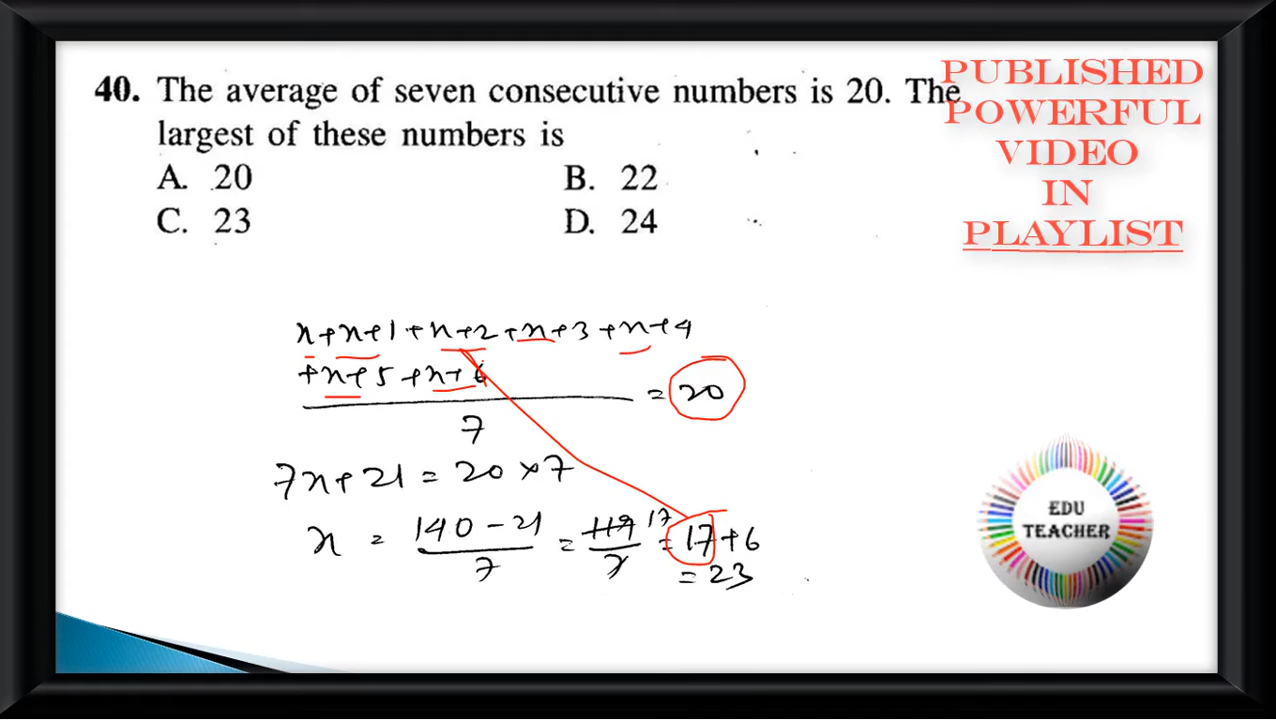 40. The average of seven consecutive numbers is 20. The
largest of these numbers is
A. 20 B. 22
C. 23 D. 24
PUBLISHED
POWERFUL
VIDEO
IN
PLAYLIST
x+x+1+x+2+x+3+x+4
+x+5+x+6
7
= 20
7x+21 = 20×7
x = 140-21/7 = 119/7 17 = 17+6
= 23
EDU
TEACHER